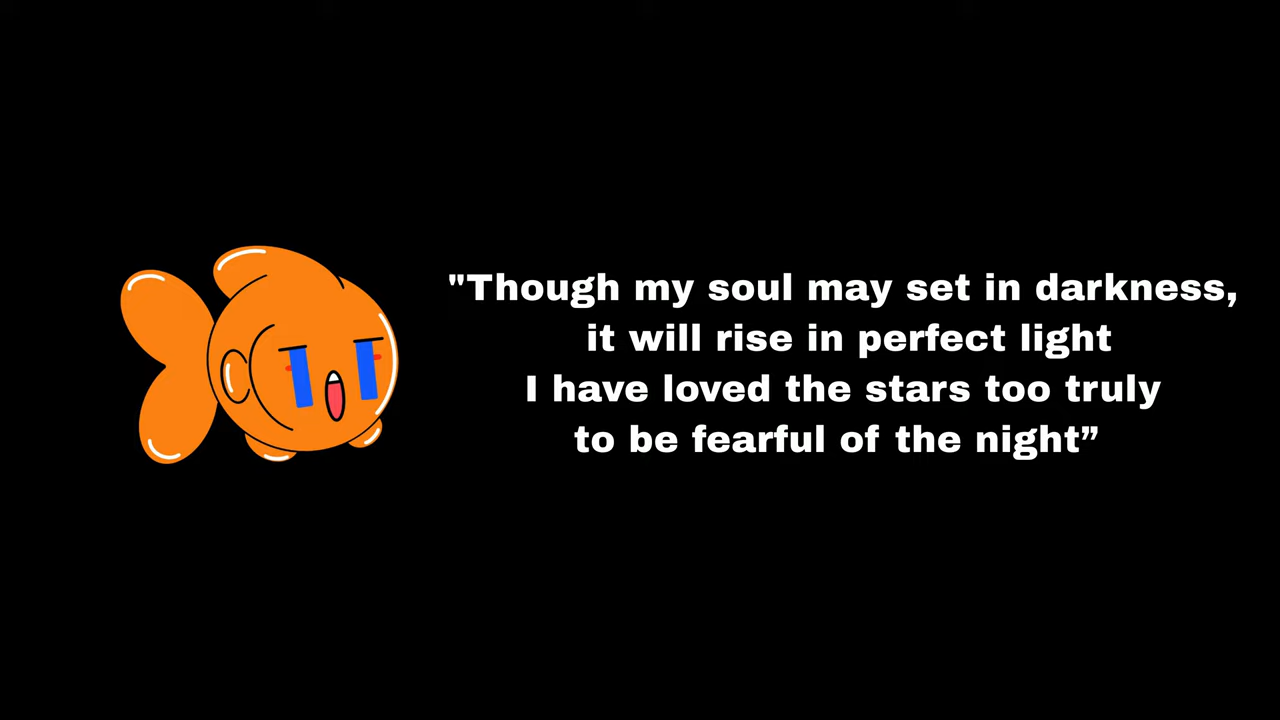 "Though my soul may set in darkness,
it will rise in perfect light
I have loved the stars too truly
to be fearful of the night”